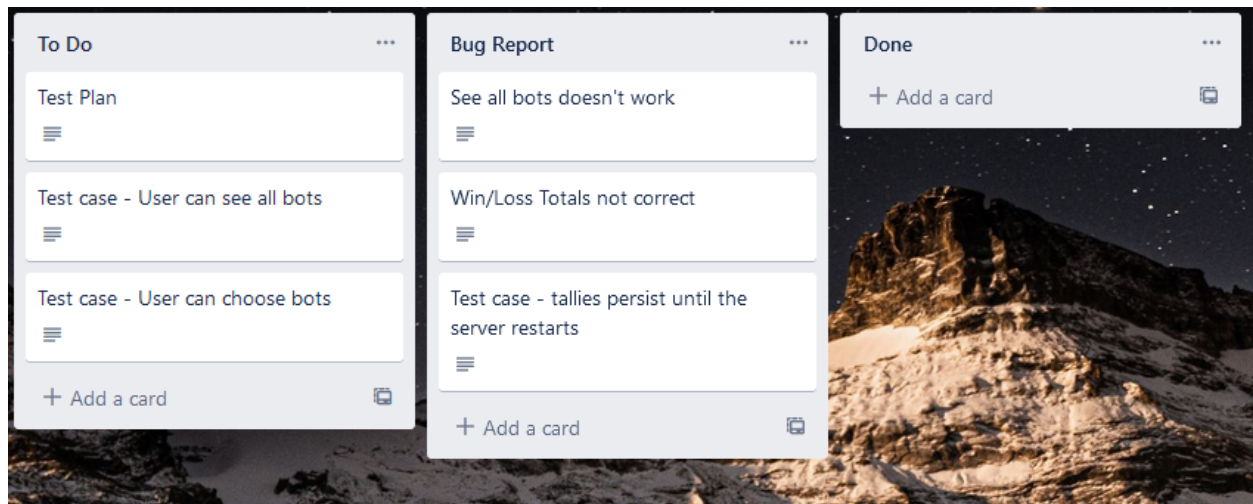 To Do
Test Plan
Test case - User can see all bots
Test case - User can choose bots
+ Add a card
Bug Report
See all bots doesn't work
Win/Loss Totals not correct
Test case - tallies persist until the
server restarts
+ Add a card
Done
+ Add a card